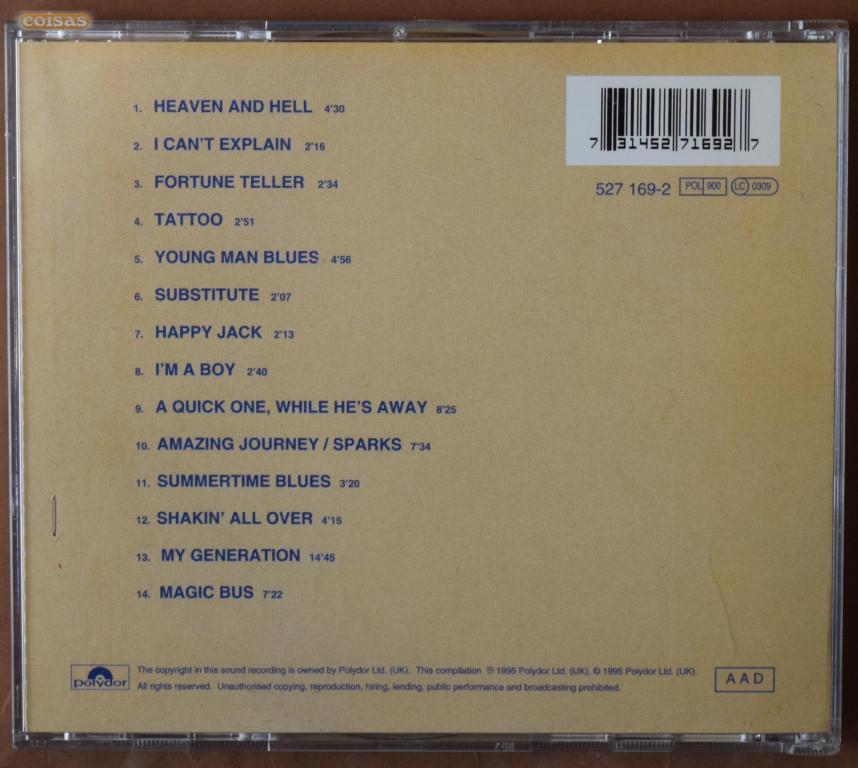 coisas
1. HEAVEN AND HELL 4'30
2. I CAN'T EXPLAIN 2'16
3. FORTUNE TELLER 2'34
4. TATTOO 2'51
5. YOUNG MAN BLUES 4'56
6. SUBSTITUTE 2'07
7. HAPPY JACK 2'13
8. I'M A BOY 2'40
9. A QUICK ONE, WHILE HE'S AWAY 8'25
10. AMAZING JOURNEY / SPARKS 7'34
11. SUMMERTIME BLUES 3'20
12. SHAKIN' ALL OVER 4'15
13. MY GENERATION 14'45
14. MAGIC BUS 7'22
7 31452 71692 7
527 169-2 POL 900 LC 0309
polydor
The copyright in this sound recording is owned by Polydor Ltd. (UK). This compilation ℗ 1995 Polydor Ltd. (UK), © 1995 Polydor Ltd. (UK).
All rights reserved. Unauthorised copying, reproduction, hiring, lending, public performance and broadcasting prohibited.
AAD